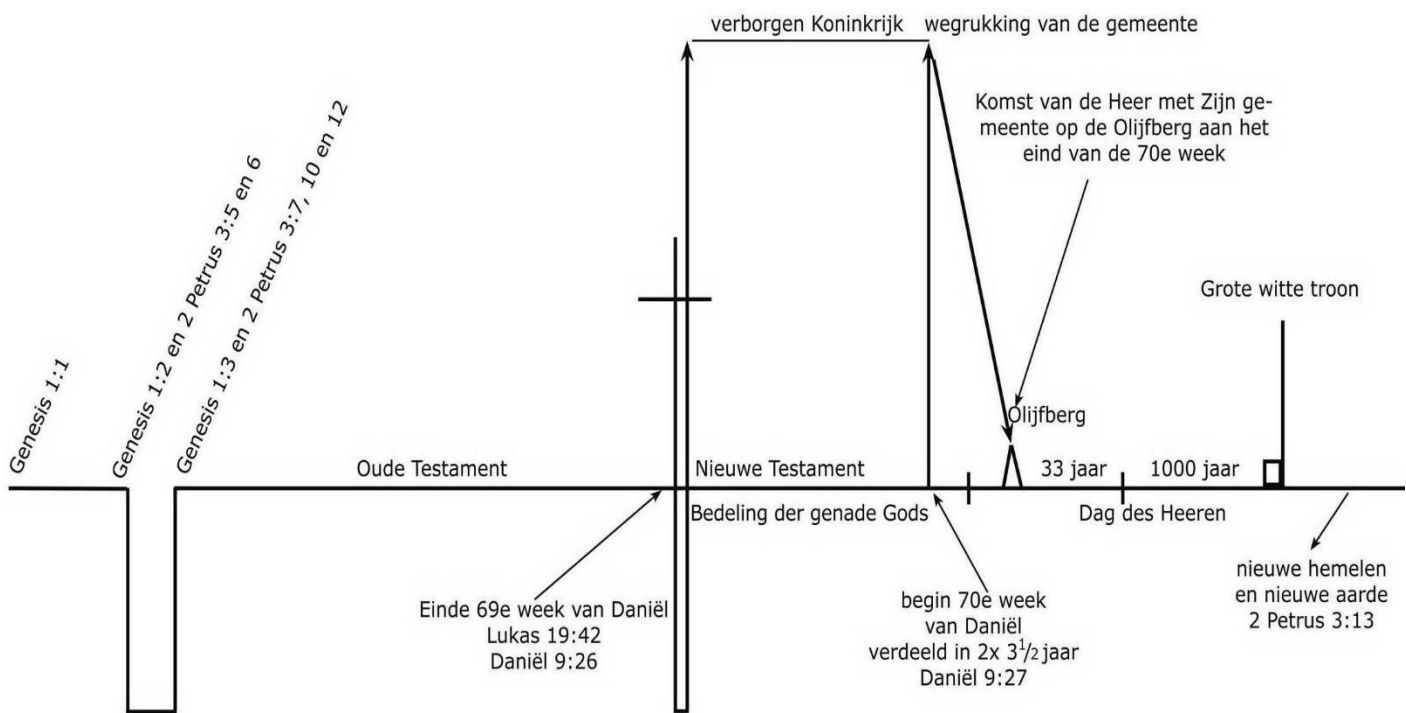 verborgen Koninkrijk
wegrukking van de gemeente
Komst van de Heer met Zijn ge-
meente op de Olijfberg aan het
eind van de 70e week
Genesis 1:1
Genesis 1:2 en 2 Petrus 3:5 en 6
Genesis 1:3 en 2 Petrus 3:7, 10 en 12
Grote witte troon
Olijfberg
Oude Testament
Nieuwe Testament
33 jaar
1000 jaar
Bedeling der genade Gods
Dag des Heeren
Einde 69e week van Daniël
Lukas 19:42
Daniël 9:26
begin 70e week
van Daniël
verdeeld in 2x 3 1/2 jaar
Daniël 9:27
nieuwe hemelen
en nieuwe aarde
2 Petrus 3:13